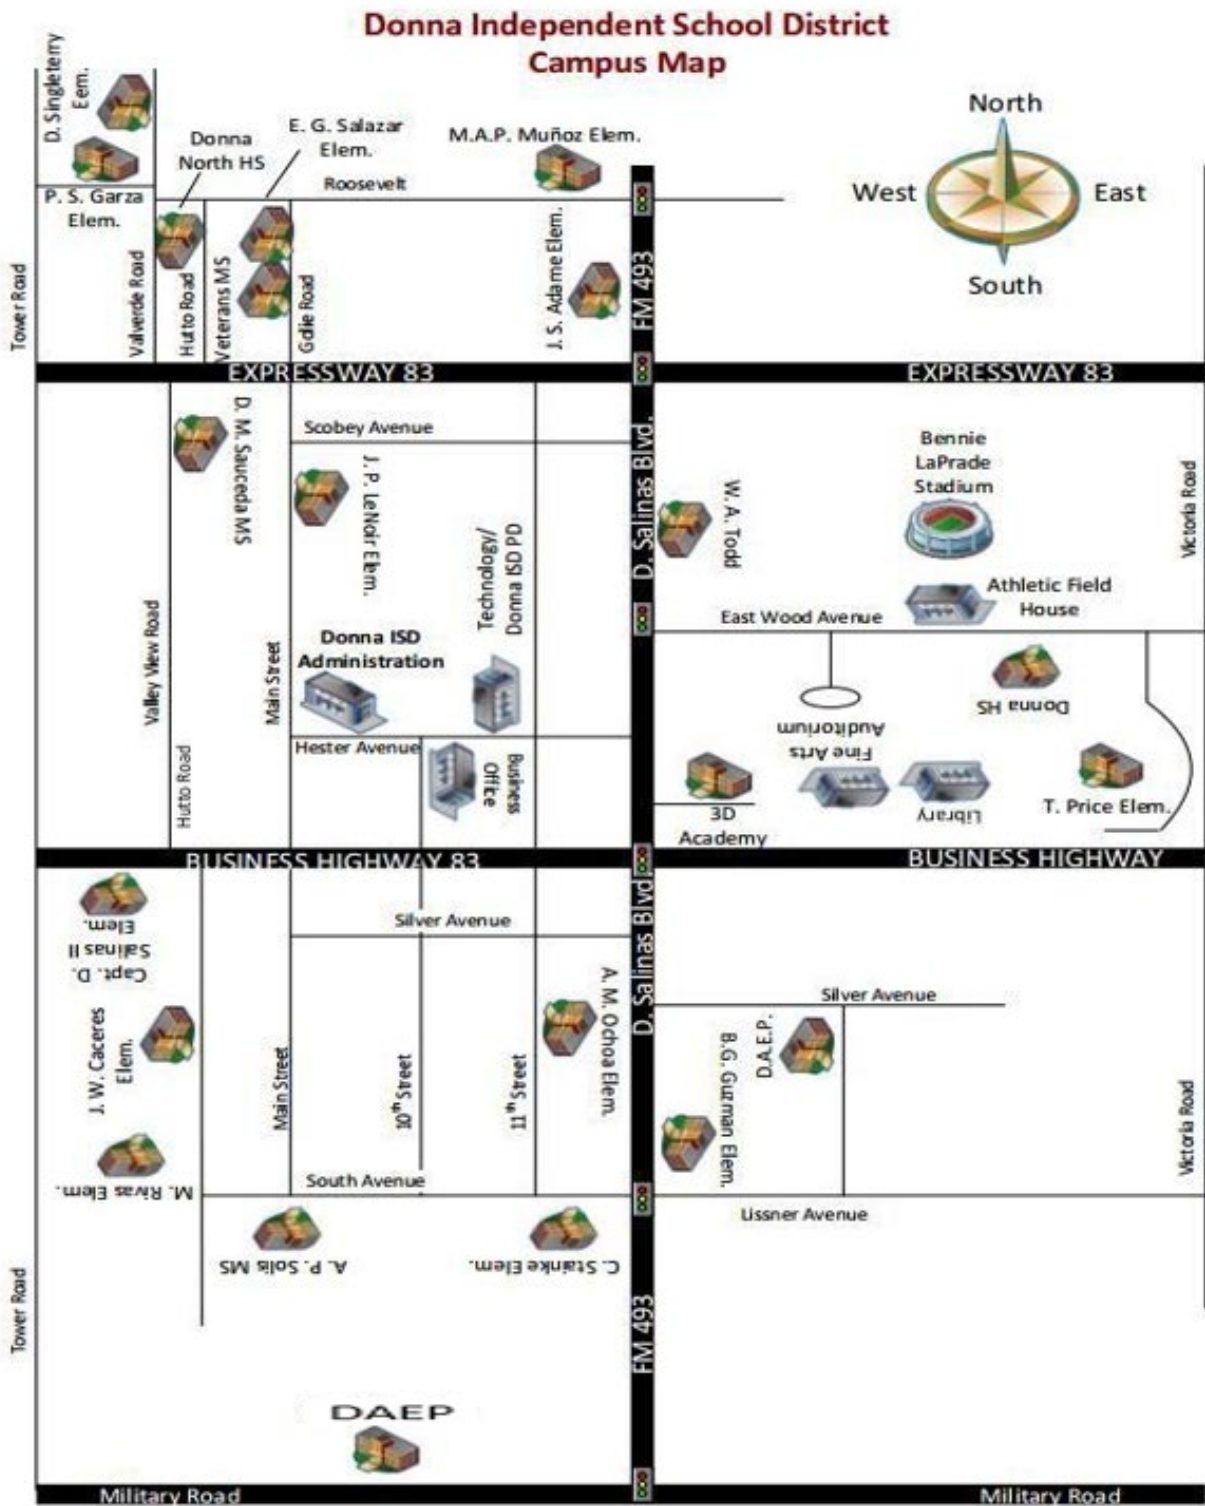 Donna Independent School District
Campus Map
D. Singleterry
Eem.
P. S. Garza
Elem.
Donna
North HS
E. G. Salazar
Elem.
M.A.P. Muñoz Elem.
Roosevelt
North
West
East
South
Tower Road
Valverde Road
Hutto Road
Veterans MS
Goile Road
J. S. Adame Elem.
FM 493
EXPRESSWAY 83
EXPRESSWAY 83
D. M. Sauceda MS
Scobey Avenue
J. P. LeNoir Elem.
Technology/
Donna ISD PD
D. Salinas Blvd.
W. A. Todd
Bennie
LaPrade
Stadium
Victoria Road
Athletic Field
House
East Wood Avenue
Valley View Road
Main Street
Donna ISD
Administration
Donna HS
Fine Arts
Auditorium
Hester Avenue
Hutto Road
Business
Office
3D
Academy
Library
T. Price Elem.
BUSINESS HIGHWAY 83
BUSINESS HIGHWAY
Capt. D.
Salinas II
Elem.
Silver Avenue
D. Salinas Blvd
J. W. Caceres
Elem.
Main Street
10th Street
11th Street
A. M. Ochoa Elem.
Silver Avenue
B.G. Guzman Elem.
D.A.E.P.
Victoria Road
M. Rivas Elem.
South Avenue
Lissner Avenue
A. P. Solis MS
C. Stainke Elem.
Tower Road
FM 493
DAEP
Military Road
Military Road